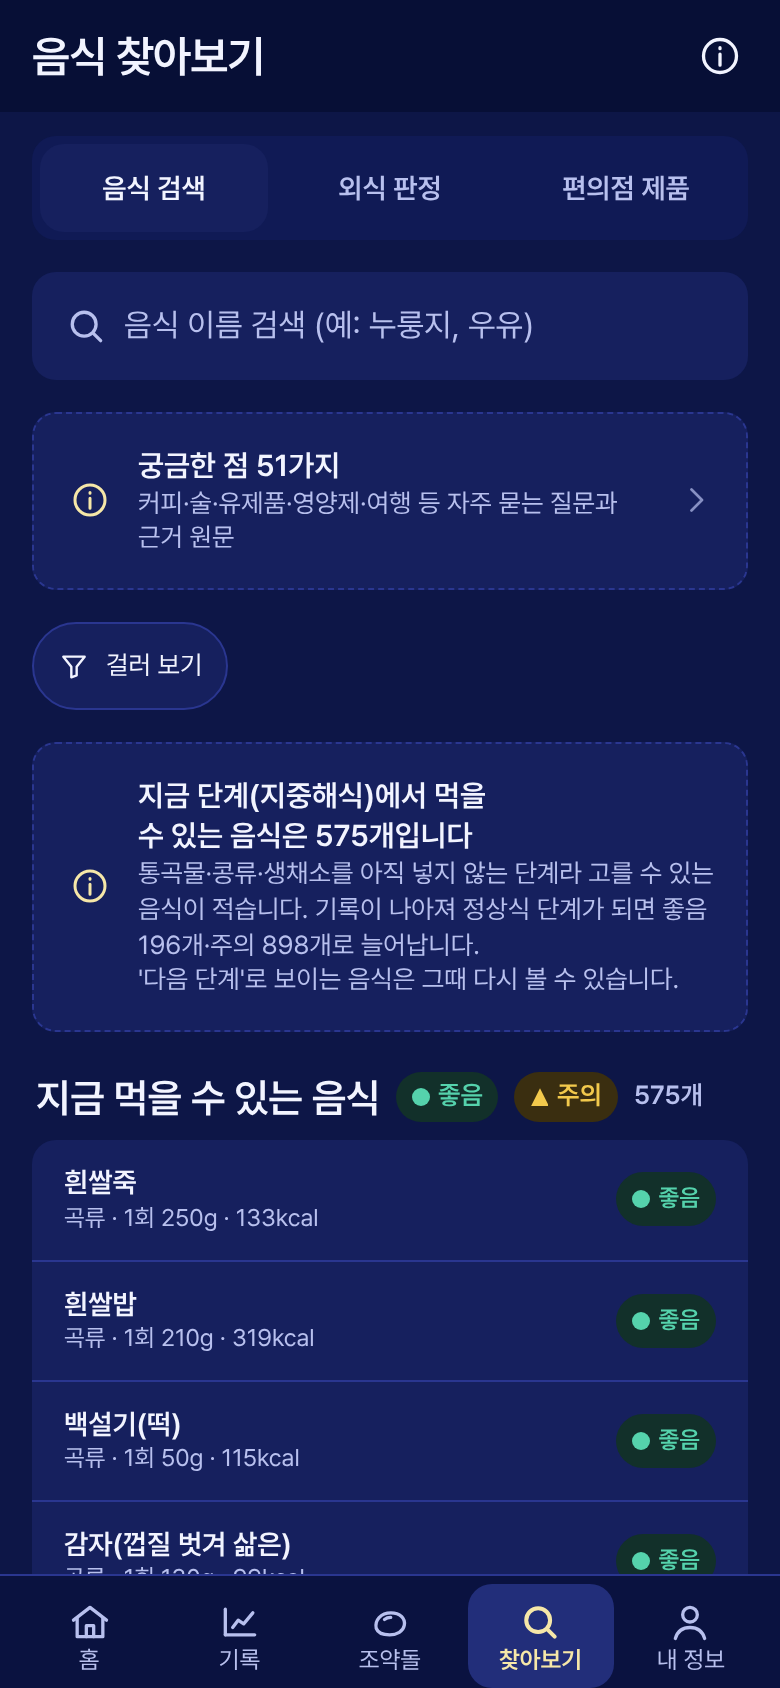 음식 찾아보기
음식 검색
외식 판정
편의점 제품
음식 이름 검색 (예: 누룽지, 우유)
궁금한 점 51가지
커피·술·유제품·영양제·여행 등 자주 묻는 질문과
근거 원문
걸러 보기
지금 단계(지중해식)에서 먹을
수 있는 음식은 575개입니다
통곡물·콩류·생채소를 아직 넣지 않는 단계라 고를 수 있는
음식이 적습니다. 기록이 나아져 정상식 단계가 되면 좋음
196개·주의 898개로 늘어납니다.
'다음 단계'로 보이는 음식은 그때 다시 볼 수 있습니다.
지금 먹을 수 있는 음식 좋음 주의 575개
흰쌀죽
곡류 · 1회 250g · 133kcal
좋음
흰쌀밥
곡류 · 1회 210g · 319kcal
좋음
백설기(떡)
곡류 · 1회 50g · 115kcal
좋음
감자(껍질 벗겨 삶은)
좋음
홈
기록
조약돌
찾아보기
내 정보